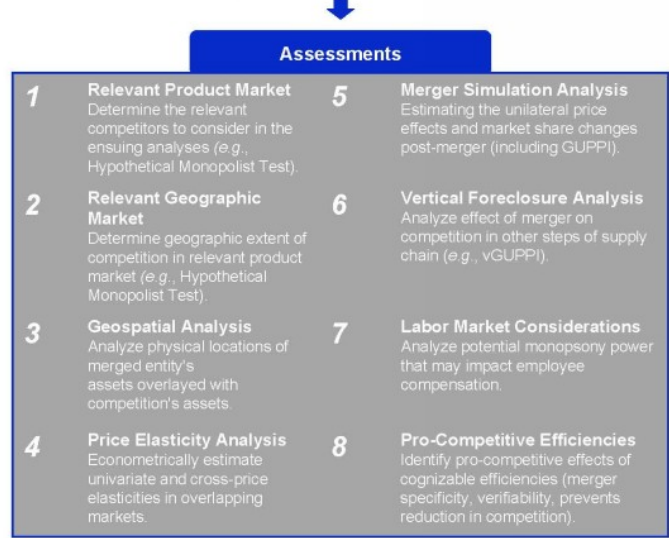 Assessments
1
Relevant Product Market
Determine the relevant
competitors to consider in the
ensuing analyses (e.g.,
Hypothetical Monopolist Test).
2
Relevant Geographic
Market
Determine geographic extent of
competition in relevant product
market (e.g., Hypothetical
Monopolist Test).
3
Geospatial Analysis
Analyze physical locations of
merged entity's
assets overlayed with
competition's assets.
4
Price Elasticity Analysis
Econometrically estimate
univariate and cross-price
elasticities in overlapping
markets.
5
Merger Simulation Analysis
Estimating the unilateral price
effects and market share changes
post-merger (including GUPPI).
6
Vertical Foreclosure Analysis
Analyze effect of merger on
competition in other steps of supply
chain (e.g., vGUPPI).
7
Labor Market Considerations
Analyze potential monopsony power
that may impact employee
compensation.
8
Pro-Competitive Efficiencies
Identify pro-competitive effects of
cognizable efficiencies (merger
specificity, verifiability, prevents
reduction in competition).